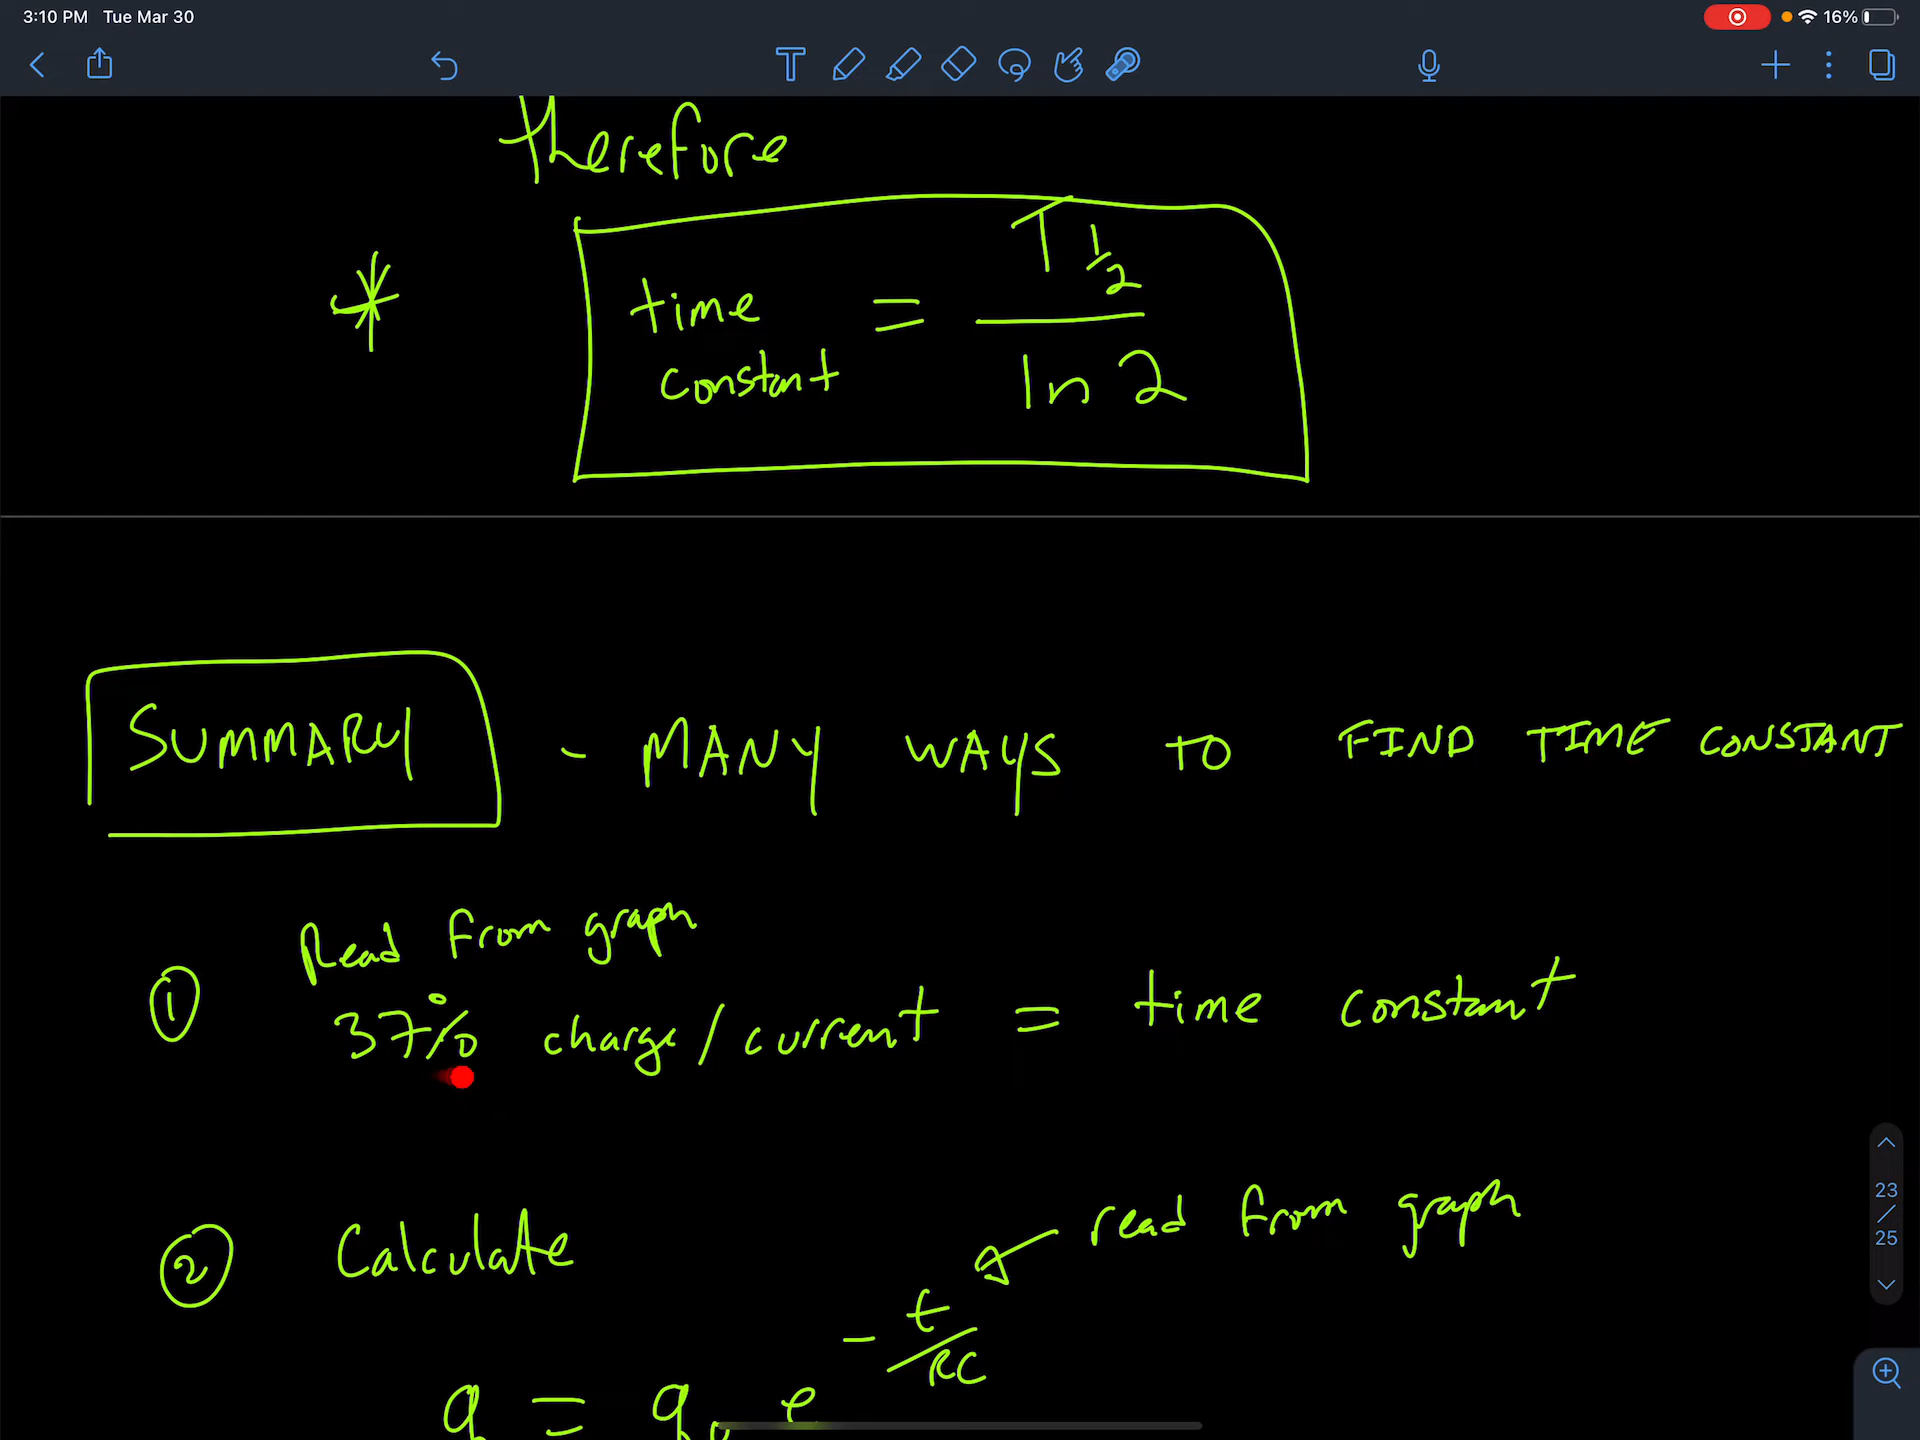 3:10 PM Tue Mar 30
16%
therefore
* time constant = T 1/2 / ln 2
SUMMARY - MANY WAYS TO FIND TIME CONSTANT
Read from graph
① 37% charge/current = time constant
② Calculate
read from graph
q = q₀ e - t/RC
23
/
25